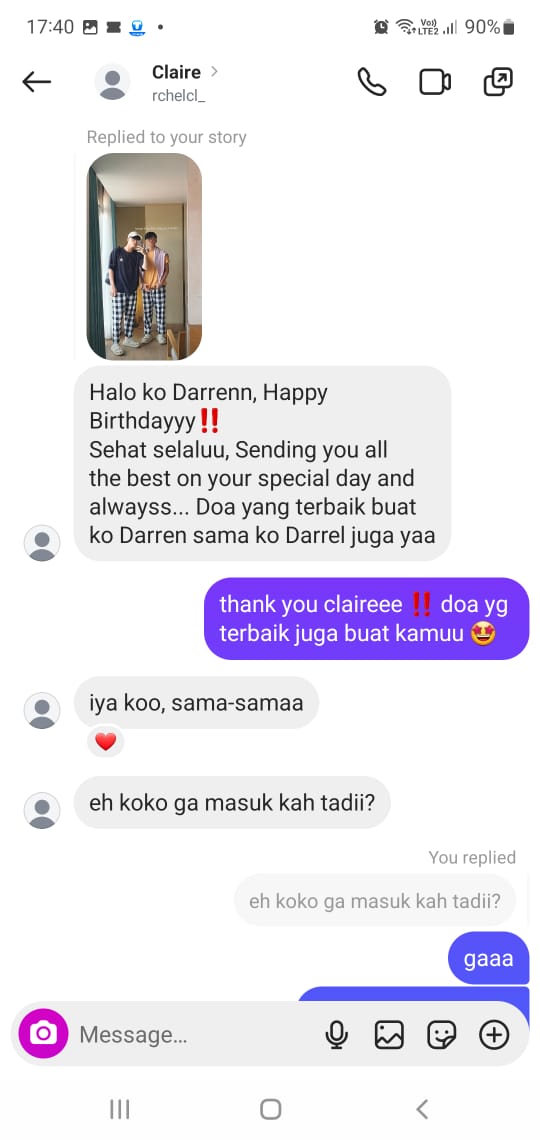 17:40
Vo))
LTE2
90%
Claire
rchelcl_
Replied to your story
Halo ko Darrenn, Happy
Birthdayyy‼️
Sehat selaluu, Sending you all
the best on your special day and
alwayss... Doa yang terbaik buat
ko Darren sama ko Darrel juga yaa
thank you claireee ‼️ doa yg
terbaik juga buat kamuu 🤩
iya koo, sama-samaa
❤️
eh koko ga masuk kah tadii?
You replied
eh koko ga masuk kah tadii?
gaaa
Message...